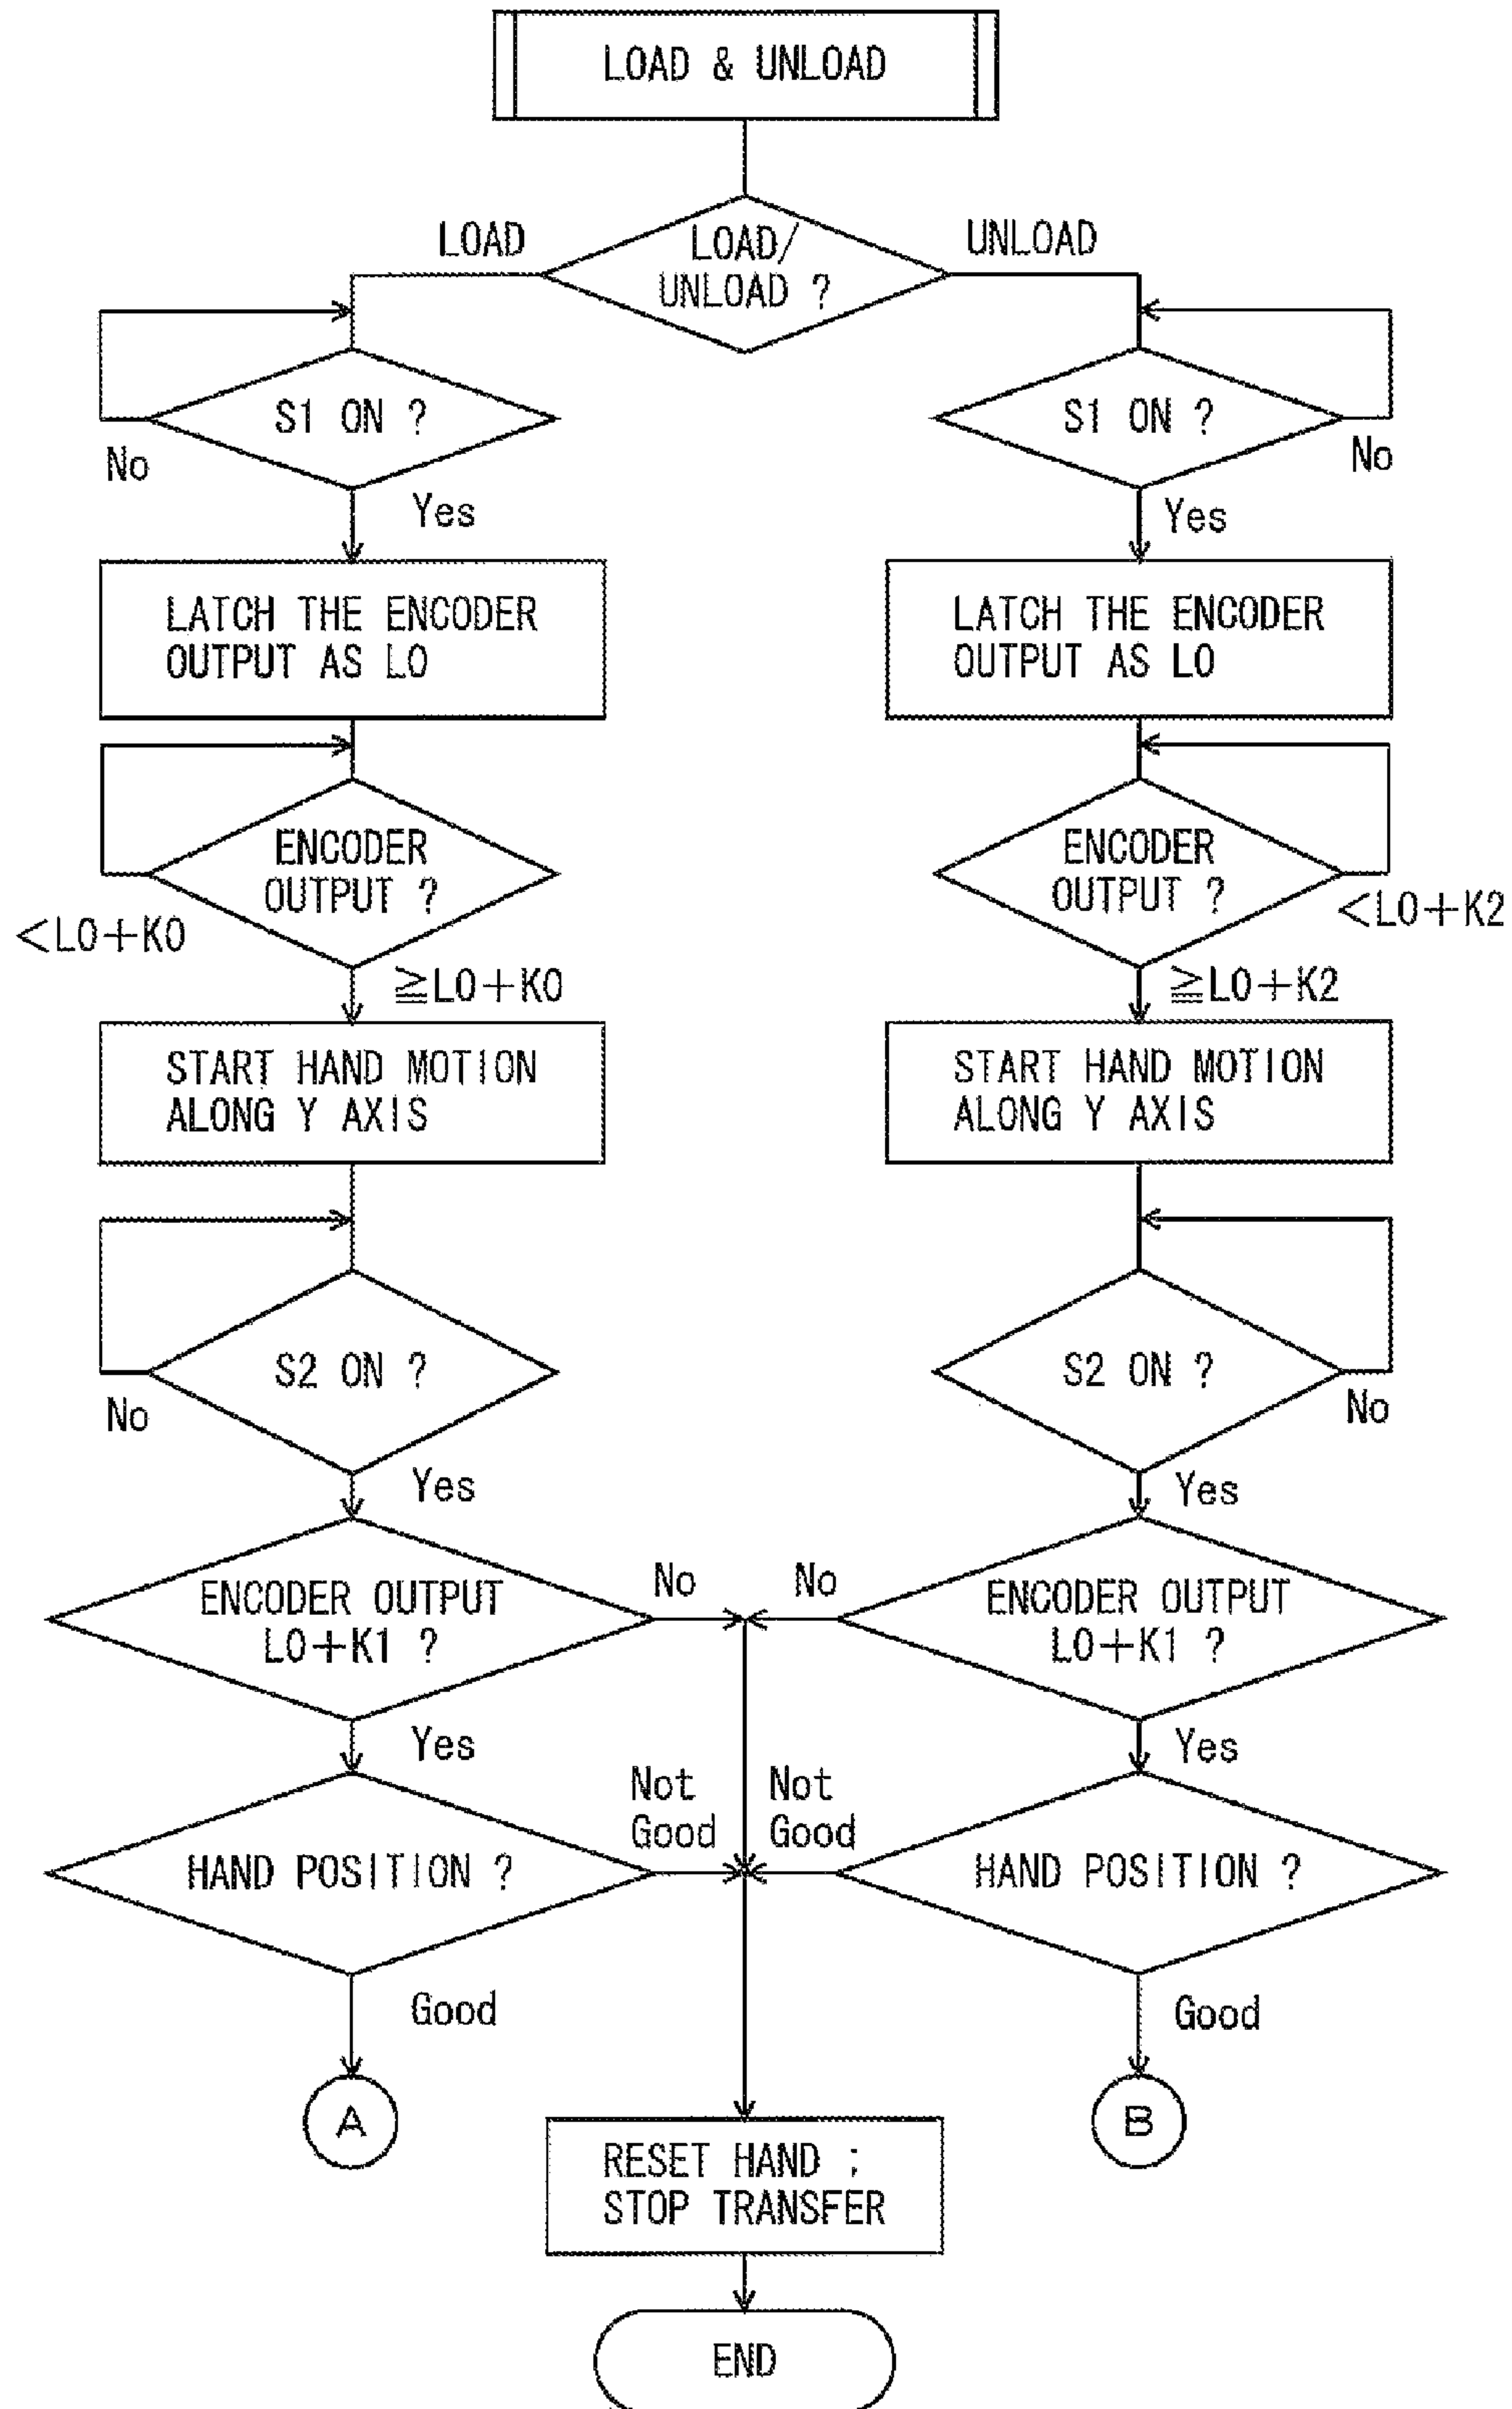 LOAD & UNLOAD
LOAD
LOAD/
UNLOAD ?
UNLOAD
S1 ON ?
No
Yes
S1 ON ?
No
Yes
LATCH THE ENCODER
OUTPUT AS L0
LATCH THE ENCODER
OUTPUT AS L0
ENCODER
OUTPUT ?
<L0+K0
≧L0+K0
ENCODER
OUTPUT ?
<L0+K2
≧L0+K2
START HAND MOTION
ALONG Y AXIS
START HAND MOTION
ALONG Y AXIS
S2 ON ?
No
Yes
S2 ON ?
No
Yes
ENCODER OUTPUT
L0+K1 ?
No
Yes
No
ENCODER OUTPUT
L0+K1 ?
Yes
HAND POSITION ?
Not
Good
Good
Not
Good
HAND POSITION ?
Good
A
B
RESET HAND ;
STOP TRANSFER
END